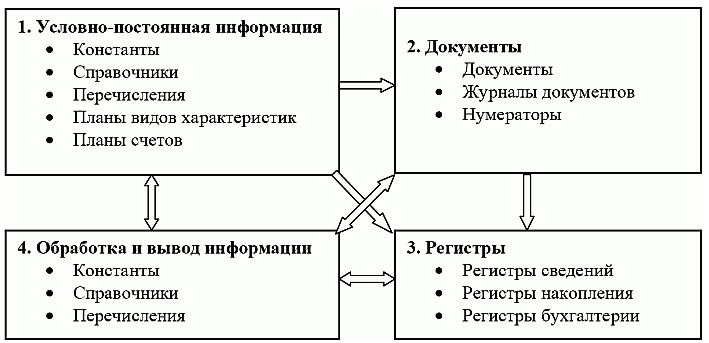 1. Условно-постоянная информация
• Константы
• Справочники
• Перечисления
• Планы видов характеристик
• Планы счетов
2. Документы
• Документы
• Журналы документов
• Нумераторы
4. Обработка и вывод информации
• Константы
• Справочники
• Перечисления
3. Регистры
• Регистры сведений
• Регистры накопления
• Регистры бухгалтерии